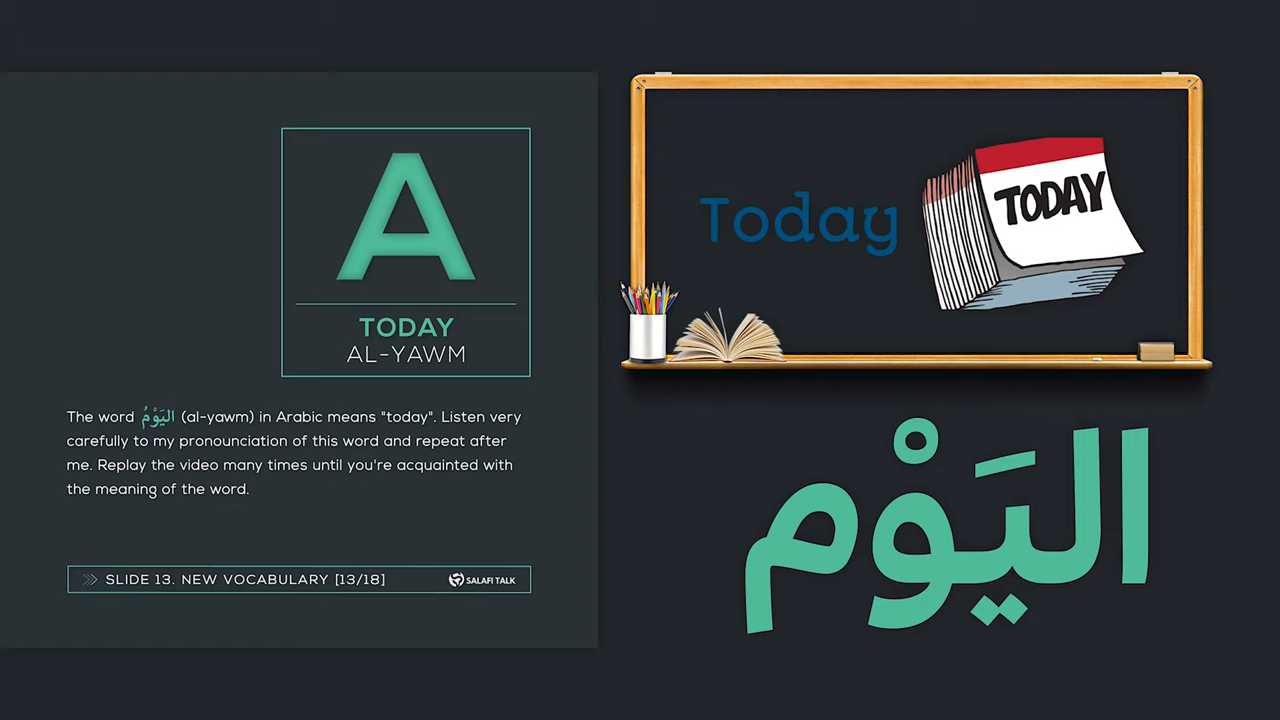 A
TODAY
AL-YAWM
The word اليَوْمُ (al-yawm) in Arabic means "today". Listen very
carefully to my pronounciation of this word and repeat after
me. Replay the video many times until you're acquainted with
the meaning of the word.
SLIDE 13. NEW VOCABULARY [13/18]
SALAFI TALK
Today
TODAY
اليَوْم